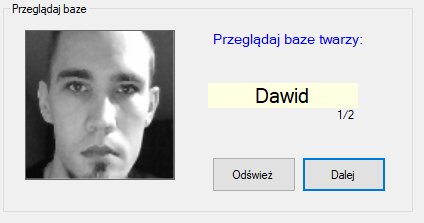 Przeglądaj baze
Przeglądaj baze twarzy:
Dawid
1/2
Odśwież
Dalej